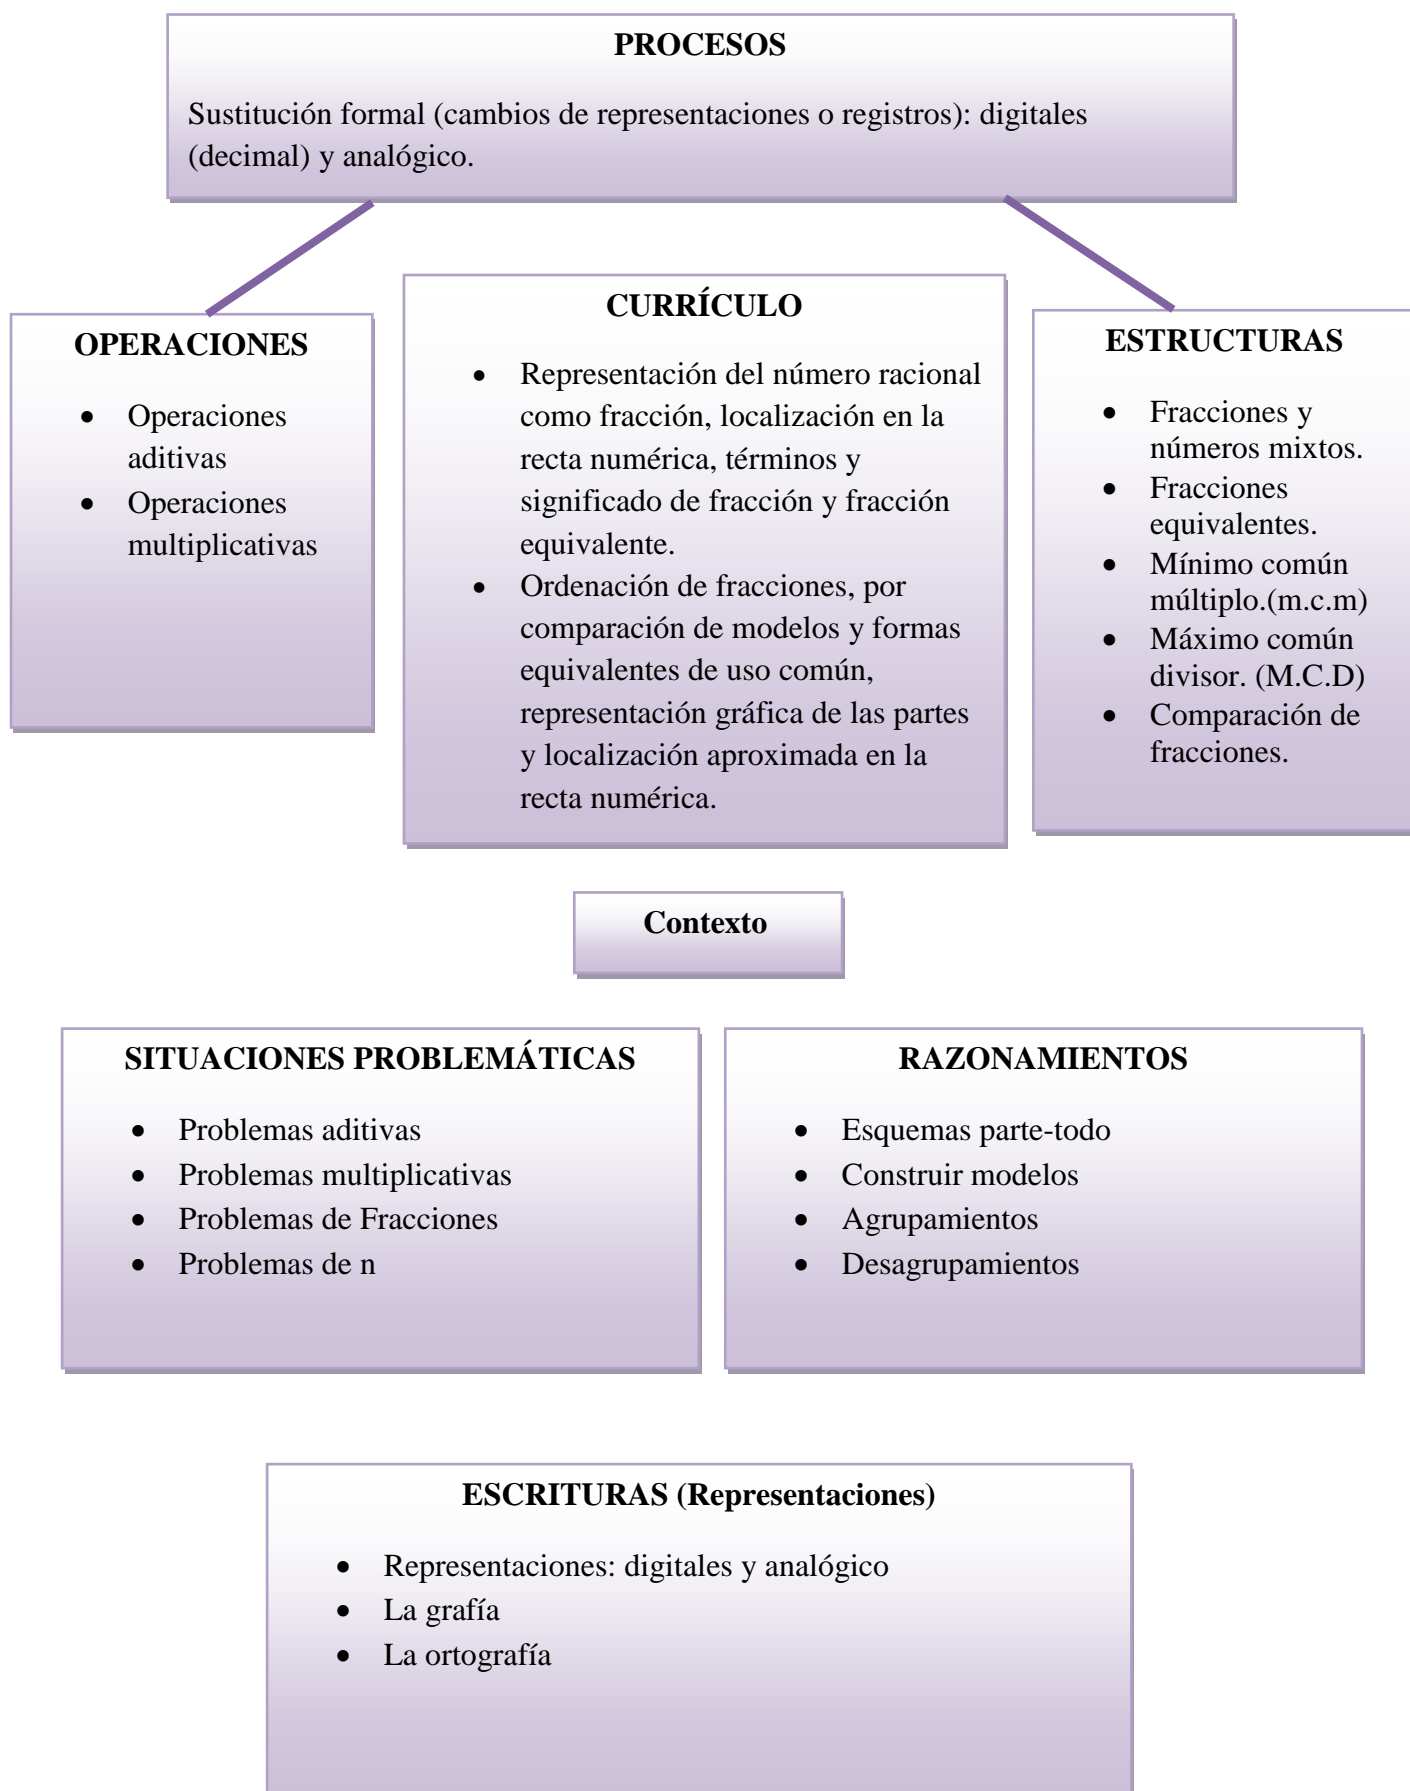 PROCESOS
Sustitución formal (cambios de representaciones o registros): digitales
(decimal) y analógico.
OPERACIONES
• Operaciones
aditivas
• Operaciones
multiplicativas
CURRÍCULO
• Representación del número racional
como fracción, localización en la
recta numérica, términos y
significado de fracción y fracción
equivalente.
• Ordenación de fracciones, por
comparación de modelos y formas
equivalentes de uso común,
representación gráfica de las partes
y localización aproximada en la
recta numérica.
ESTRUCTURAS
• Fracciones y
números mixtos.
• Fracciones
equivalentes.
• Mínimo común
múltiplo.(m.c.m)
• Máximo común
divisor. (M.C.D)
• Comparación de
fracciones.
Contexto
SITUACIONES PROBLEMÁTICAS
• Problemas aditivas
• Problemas multiplicativas
• Problemas de Fracciones
• Problemas de n
RAZONAMIENTOS
• Esquemas parte-todo
• Construir modelos
• Agrupamientos
• Desagrupamientos
ESCRITURAS (Representaciones)
• Representaciones: digitales y analógico
• La grafía
• La ortografía